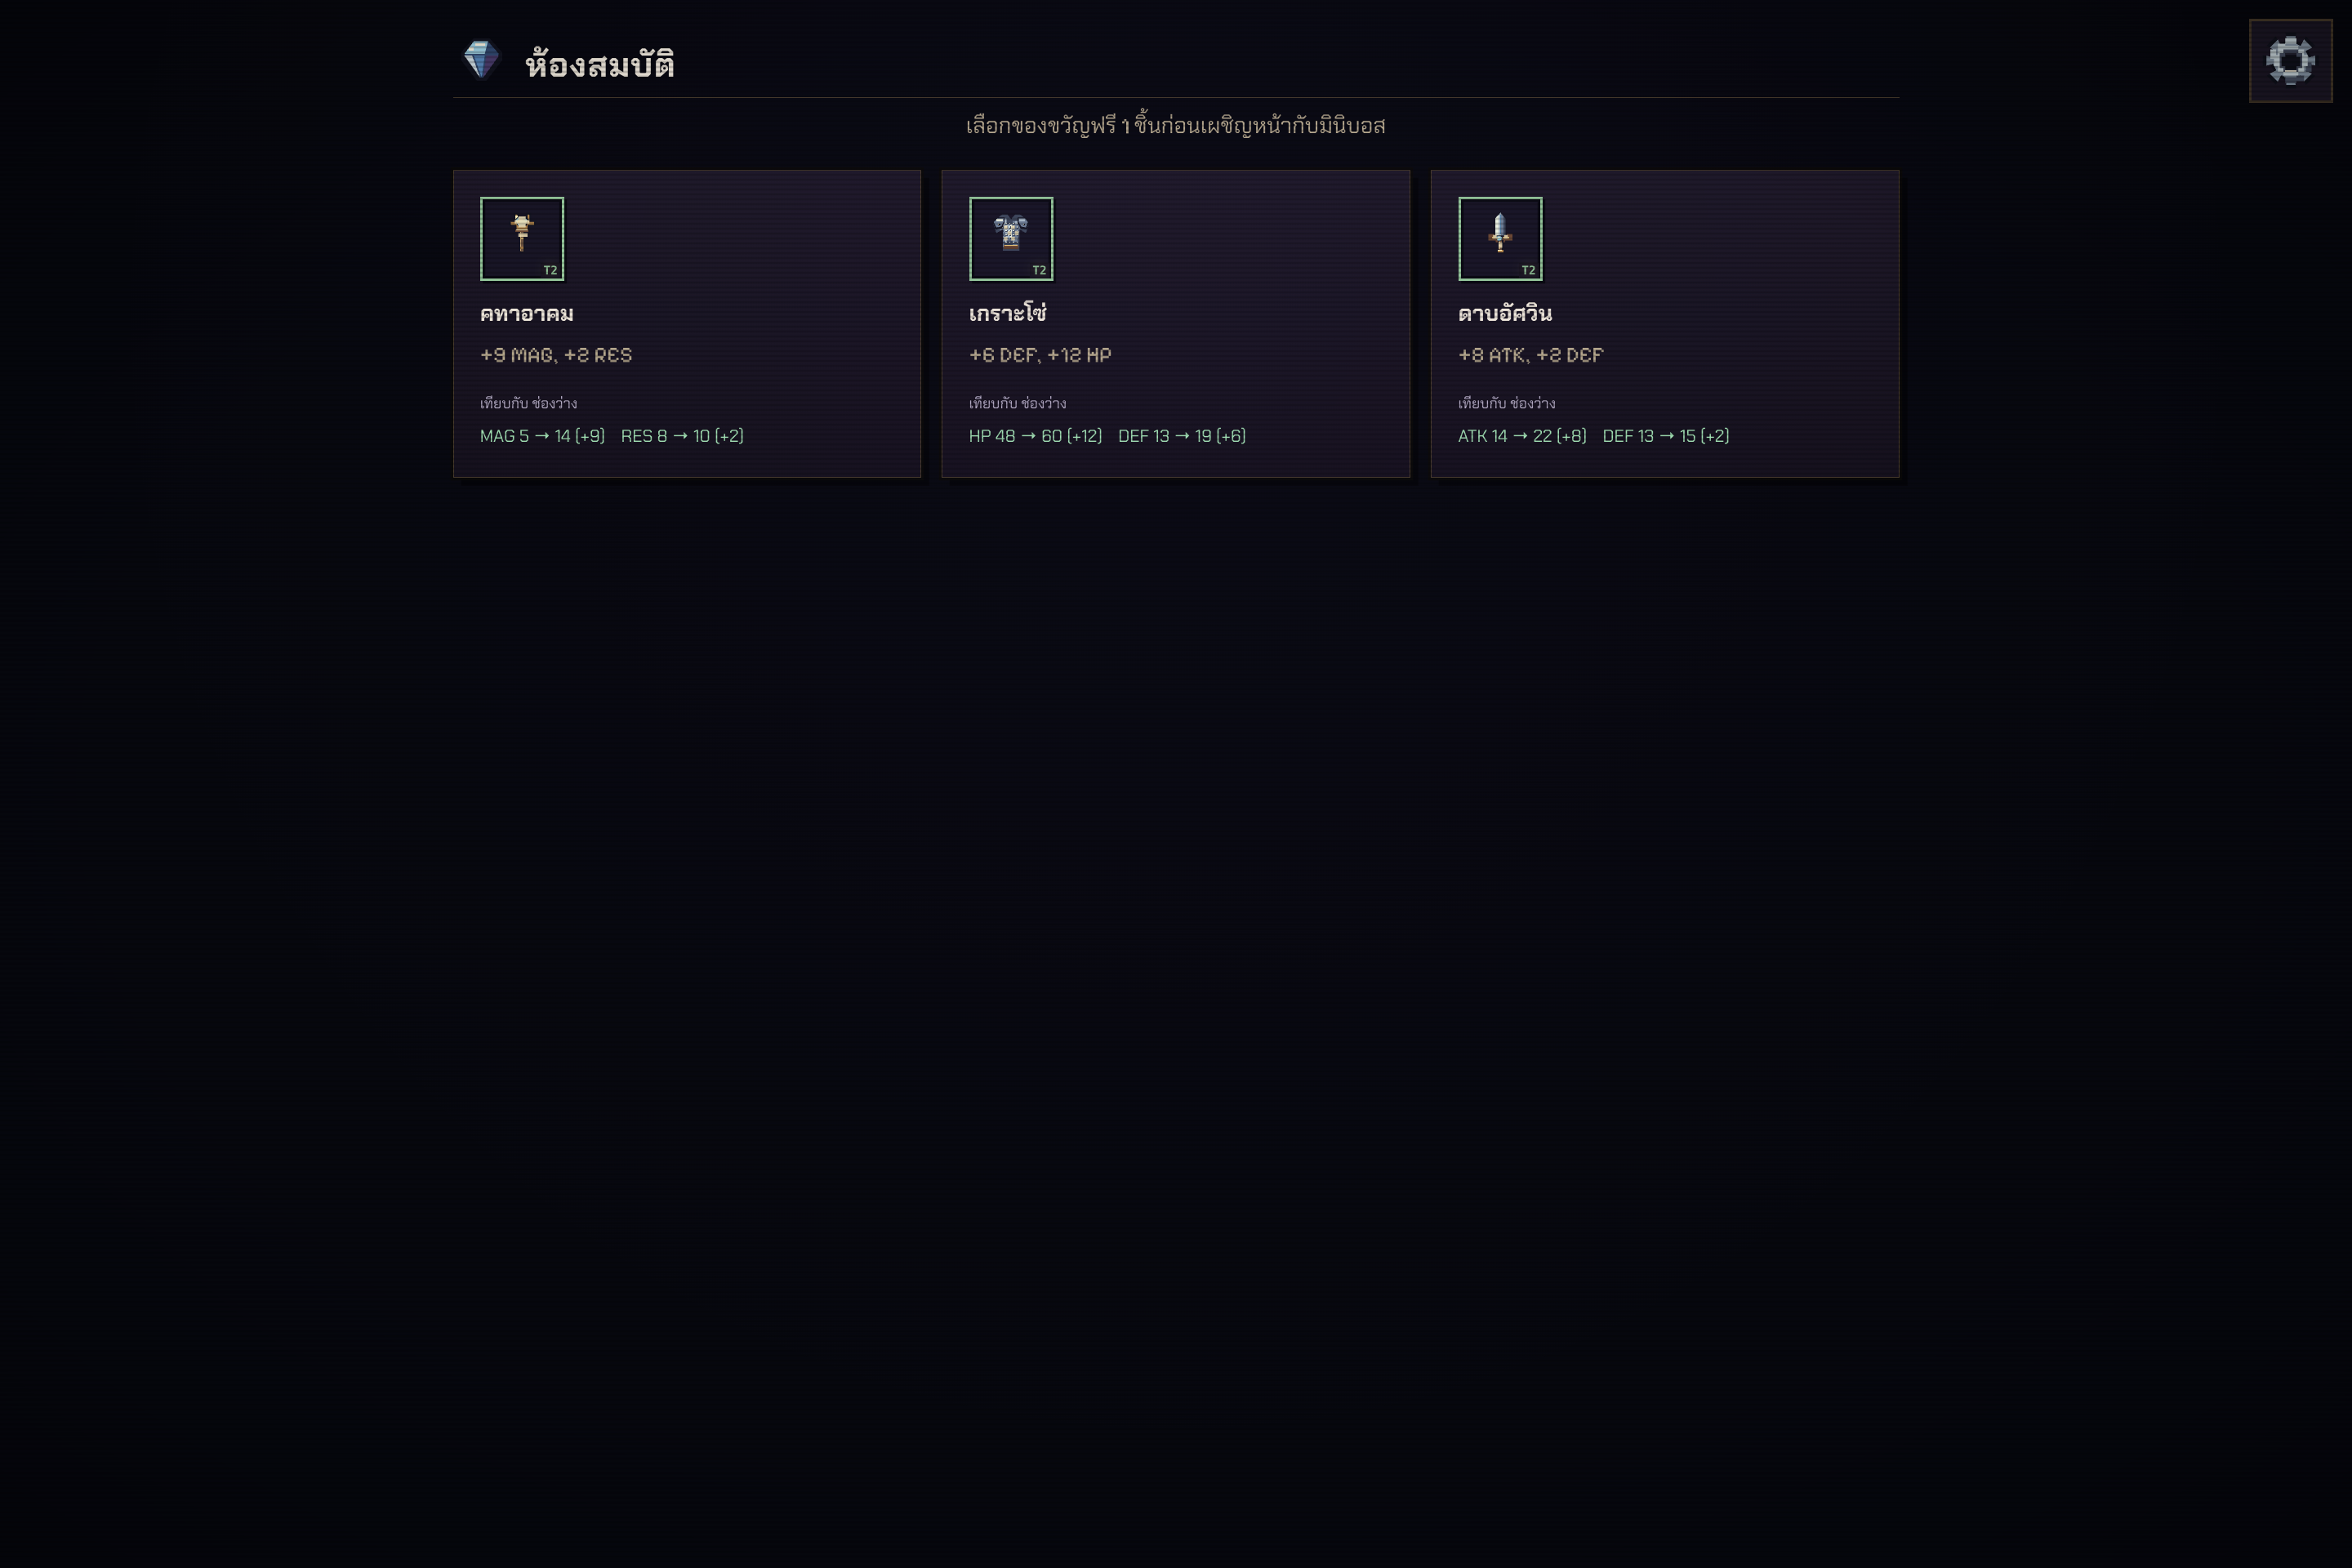 ห้องสมบัติ
เลือกของขวัญฟรี 1 ชิ้นก่อนเผชิญหน้ากับมินิบอส
T2
คทาอาคม
+9 MAG, +2 RES
เทียบกับ ช่องว่าง
MAG 5 → 14 (+9) RES 8 → 10 (+2)
T2
เกราะโซ่
+6 DEF, +12 HP
เทียบกับ ช่องว่าง
HP 48 → 60 (+12) DEF 13 → 19 (+6)
T2
ดาบอัศวิน
+8 ATK, +2 DEF
เทียบกับ ช่องว่าง
ATK 14 → 22 (+8) DEF 13 → 15 (+2)